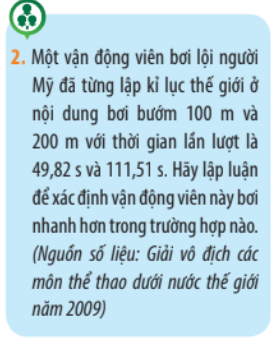 2. Một vận động viên bơi lội người
Mỹ đã từng lập kỉ lục thế giới ở
nội dung bơi bướm 100 m và
200 m với thời gian lần lượt là
49,82 s và 111,51 s. Hãy lập luận
để xác định vận động viên này bơi
nhanh hơn trong trường hợp nào.
(Nguồn số liệu: Giải vô địch các
môn thể thao dưới nước thế giới
năm 2009)